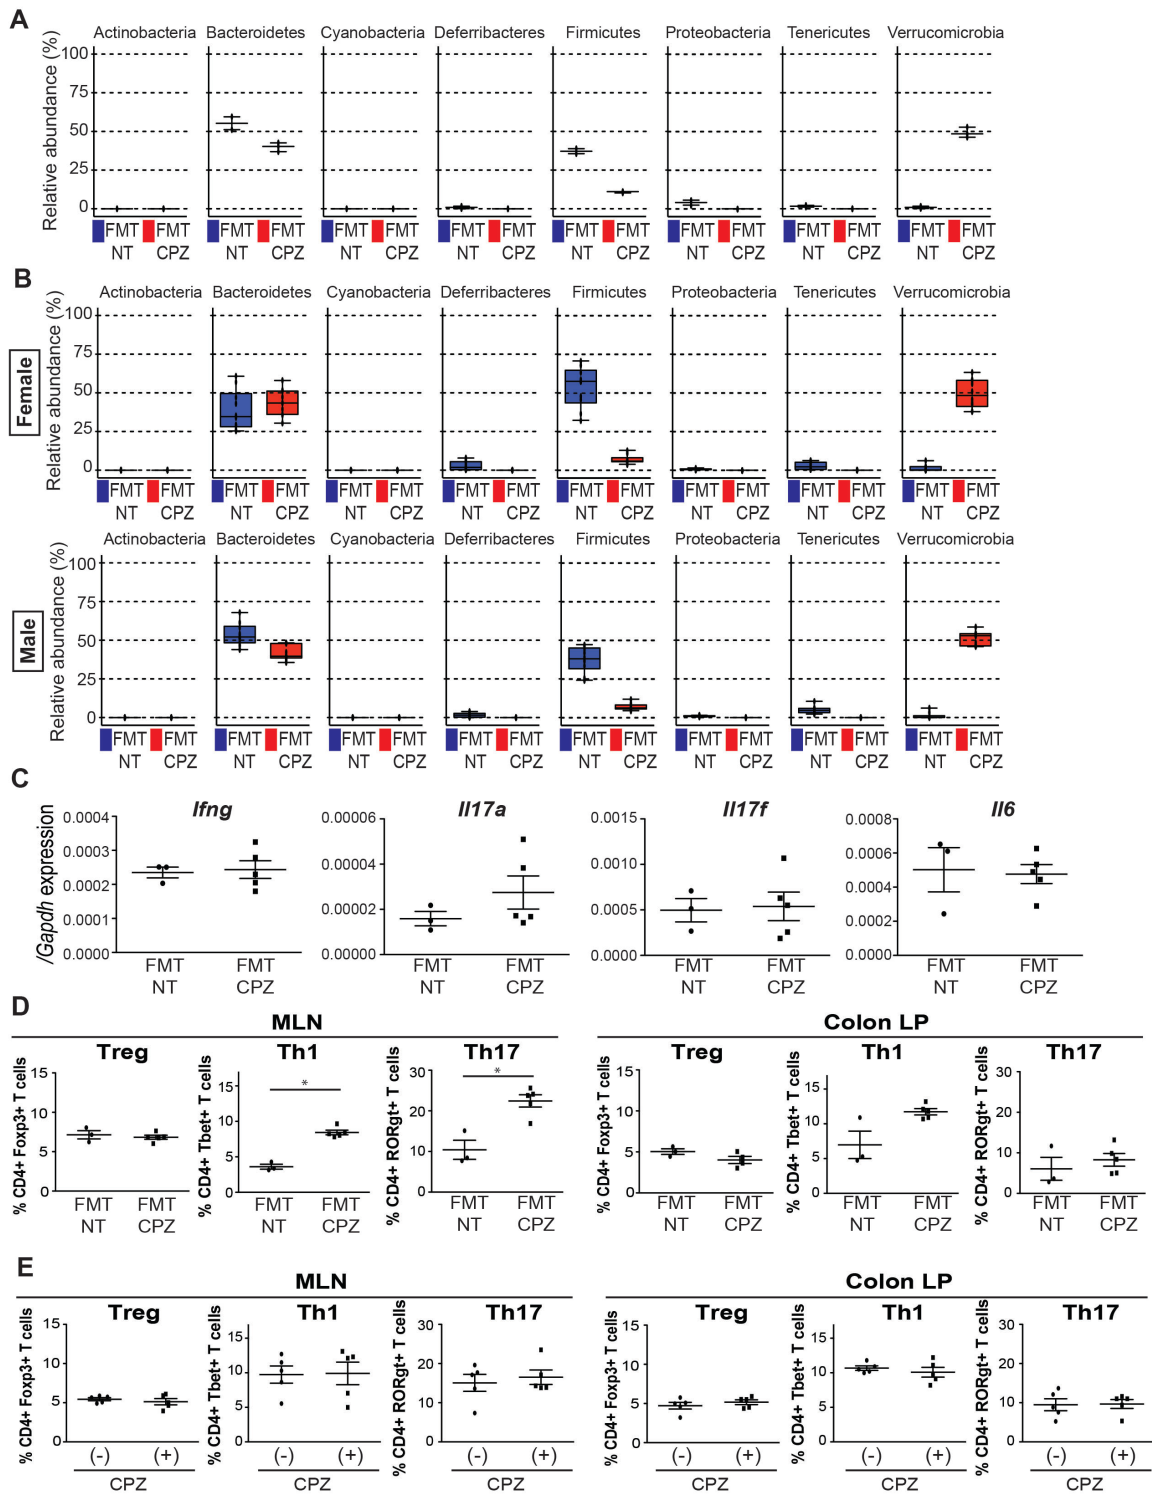 A
Actinobacteria Bacteroidetes Cyanobacteria Deferribacteres Firmicutes Proteobacteria Tenericutes Verrucomicrobia
Relative abundance (%)
100
75
50
25
0
FMT FMT FMT FMT FMT FMT FMT FMT FMT FMT FMT FMT FMT FMT FMT FMT
NT CPZ NT CPZ NT CPZ NT CPZ NT CPZ NT CPZ NT CPZ NT CPZ
B
Female
Actinobacteria Bacteroidetes Cyanobacteria Deferribacteres Firmicutes Proteobacteria Tenericutes Verrucomicrobia
Relative abundance (%)
100
75
50
25
0
FMT FMT FMT FMT FMT FMT FMT FMT FMT FMT FMT FMT FMT FMT FMT FMT
NT CPZ NT CPZ NT CPZ NT CPZ NT CPZ NT CPZ NT CPZ NT CPZ
Male
Actinobacteria Bacteroidetes Cyanobacteria Deferribacteres Firmicutes Proteobacteria Tenericutes Verrucomicrobia
Relative abundance (%)
100
75
50
25
0
FMT FMT FMT FMT FMT FMT FMT FMT FMT FMT FMT FMT FMT FMT FMT FMT
NT CPZ NT CPZ NT CPZ NT CPZ NT CPZ NT CPZ NT CPZ NT CPZ
C
Ifng Il17a Il17f Il6
/Gapdh expression
0.0004 0.00006 0.0015 0.0008
0.0003 0.00004 0.0010 0.0006
0.0002 0.00002 0.0005 0.0004
0.0001 0.00000 0.0000 0.0002
0.0000 0.0000
FMT FMT FMT FMT FMT FMT FMT FMT
NT CPZ NT CPZ NT CPZ NT CPZ
D
MLN Colon LP
Treg Th1 Th17 Treg Th1 Th17
% CD4+ Foxp3+ T cells
15
10
5
0
FMT FMT
NT CPZ
% CD4+ Tbet+ T cells
15
10
5
0
*
FMT FMT
NT CPZ
% CD4+ RORgt+ T cells
30
20
10
0
*
FMT FMT
NT CPZ
% CD4+ Foxp3+ T cells
15
10
5
0
FMT FMT
NT CPZ
% CD4+ Tbet+ T cells
15
10
5
0
FMT FMT
NT CPZ
% CD4+ RORgt+ T cells
30
20
10
0
FMT FMT
NT CPZ
E
MLN Colon LP
Treg Th1 Th17 Treg Th1 Th17
% CD4+ Foxp3+ T cells
15
10
5
0
(-) (+)
CPZ
% CD4+ Tbet+ T cells
15
10
5
0
(-) (+)
CPZ
% CD4+ RORgt+ T cells
30
20
10
0
(-) (+)
CPZ
% CD4+ Foxp3+ T cells
15
10
5
0
(-) (+)
CPZ
% CD4+ Tbet+ T cells
15
10
5
0
(-) (+)
CPZ
% CD4+ RORgt+ T cells
30
20
10
0
(-) (+)
CPZ